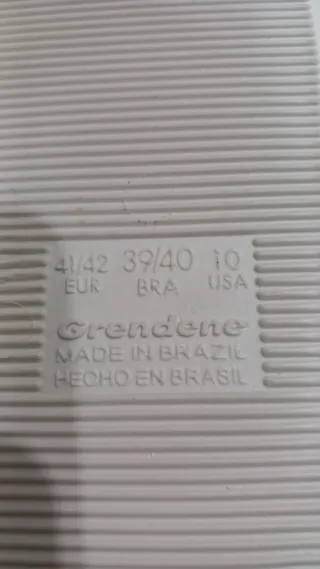 41/42 39/40 10
EUR BRA USA
Grendene
MADE IN BRAZIL
HECHO EN BRASIL